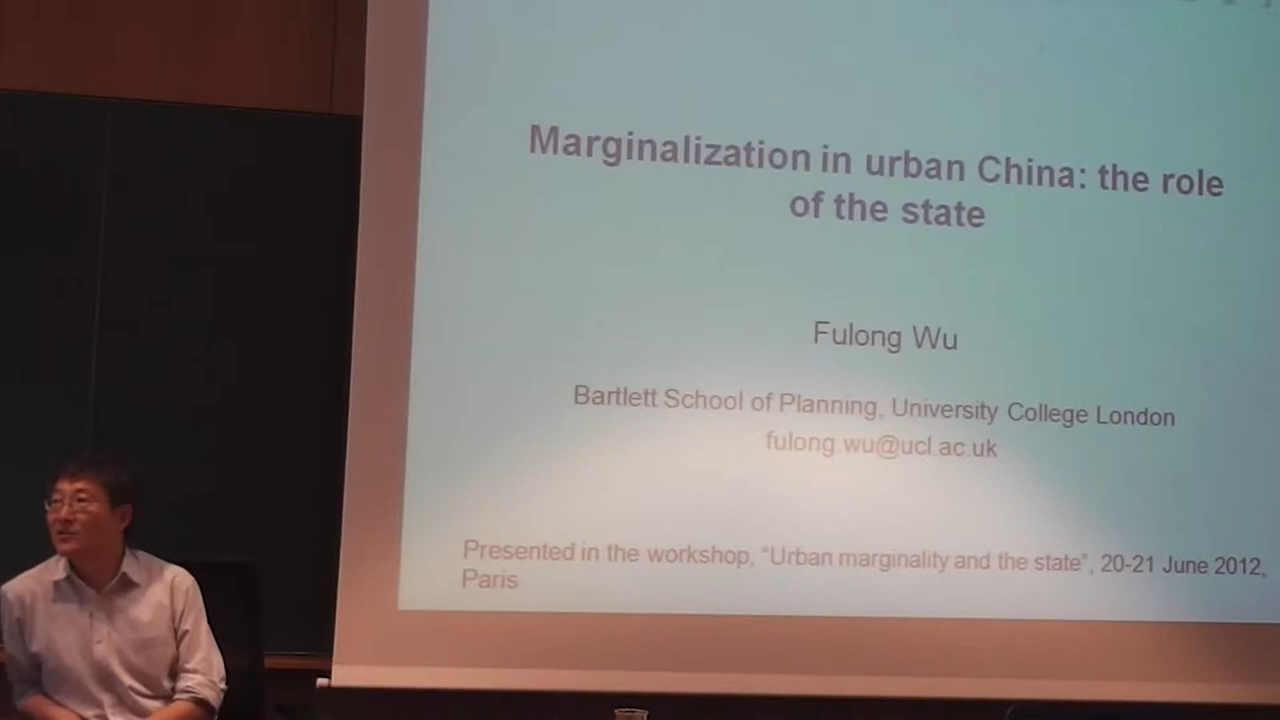 Marginalization in urban China: the role
of the state
Fulong Wu
Bartlett School of Planning, University College London
fulong.wu@ucl.ac.uk
Presented in the workshop, “Urban marginality and the state”, 20-21 June 2012,
Paris